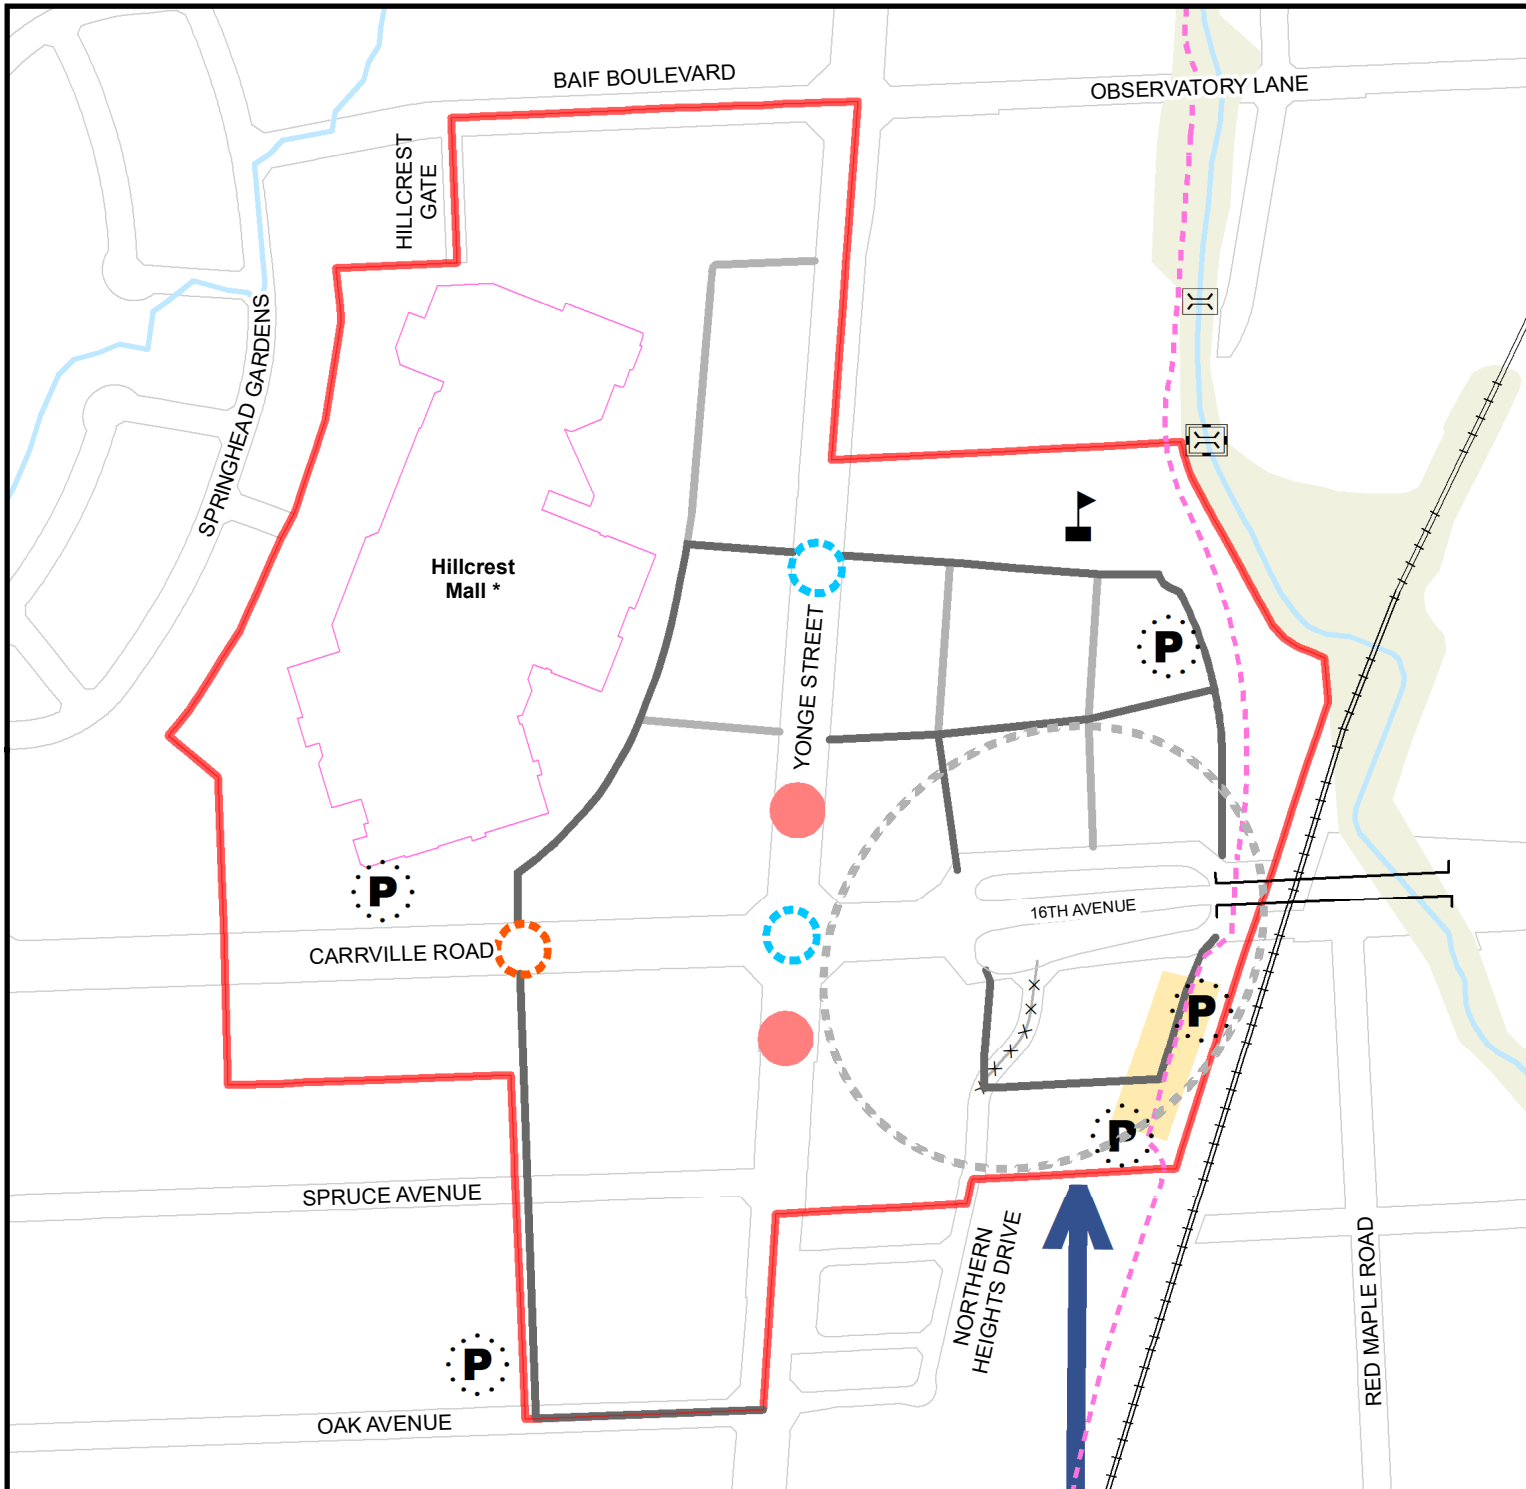 BAIF BOULEVARD
OBSERVATORY LANE
HILLCREST
GATE
SPRINGHEAD GARDENS
Hillcrest
Mall *
YONGE STREET
P
P
16TH AVENUE
CARRVILLE ROAD
P
P
SPRUCE AVENUE
NORTHERN
HEIGHTS DRIVE
RED MAPLE ROAD
P
OAK AVENUE